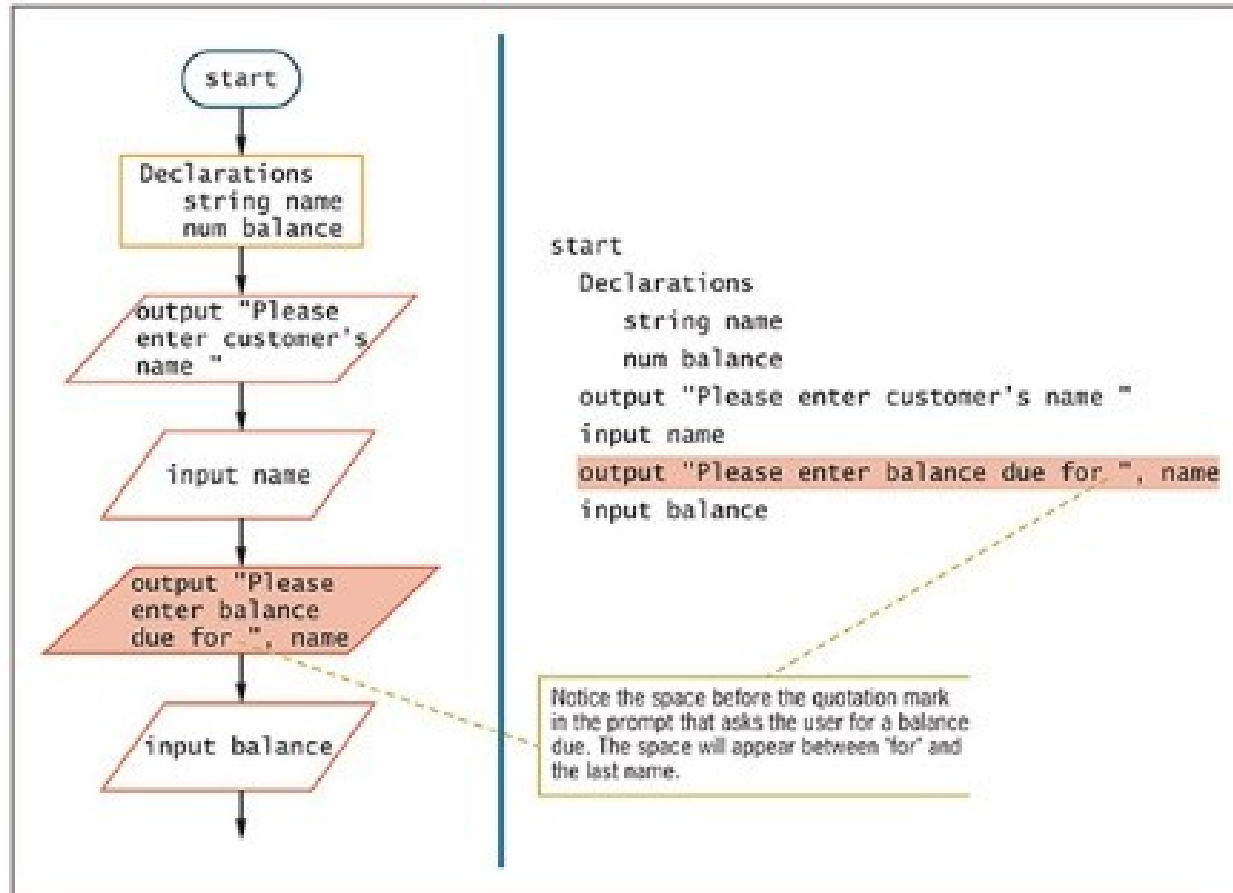 start
Declarations
string name
num balance
output "Please
enter customer's
name "
input name
output "Please
enter balance
due for ", name
input balance
start
Declarations
string name
num balance
output "Please enter customer's name "
input name
output "Please enter balance due for ", name
input balance
Notice the space before the quotation mark
in the prompt that asks the user for a balance
due. The space will appear between "for" and
the last name.